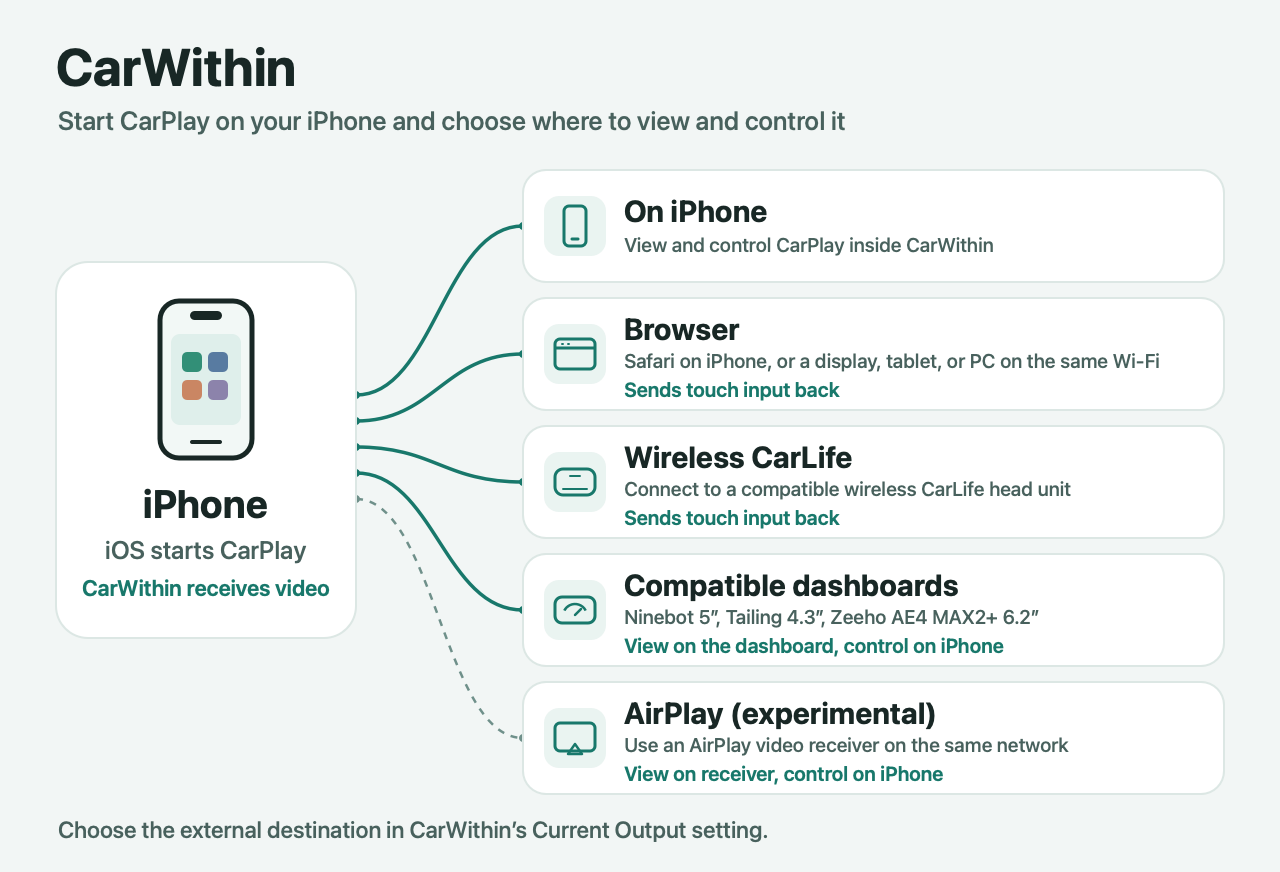 CarWithin
Start CarPlay on your iPhone and choose where to view and control it
iPhone
iOS starts CarPlay
CarWithin receives video
On iPhone
View and control CarPlay inside CarWithin
Browser
Safari on iPhone, or a display, tablet, or PC on the same Wi-Fi
Sends touch input back
Wireless CarLife
Connect to a compatible wireless CarLife head unit
Sends touch input back
Compatible dashboards
Ninebot 5”, Tailing 4.3”, Zeeho AE4 MAX2+ 6.2”
View on the dashboard, control on iPhone
AirPlay (experimental)
Use an AirPlay video receiver on the same network
View on receiver, control on iPhone
Choose the external destination in CarWithin’s Current Output setting.